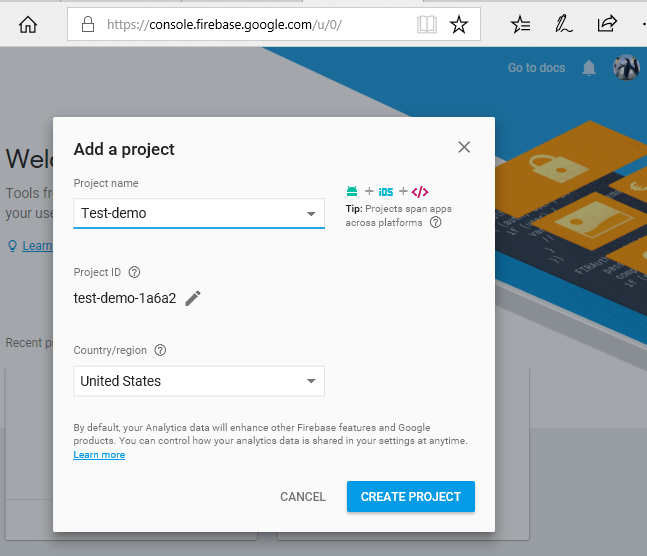 https://console.firebase.google.com/u/0/
Go to docs
Add a project
Project name
Test-demo
iOS
Tip: Projects span apps
across platforms
Project ID
test-demo-1a6a2
Country/region
United States
By default, your Analytics data will enhance other Firebase features and Google
products. You can control how your analytics data is shared in your settings at anytime.
Learn more
CANCEL
CREATE PROJECT
Tools
your
Learn
Recent